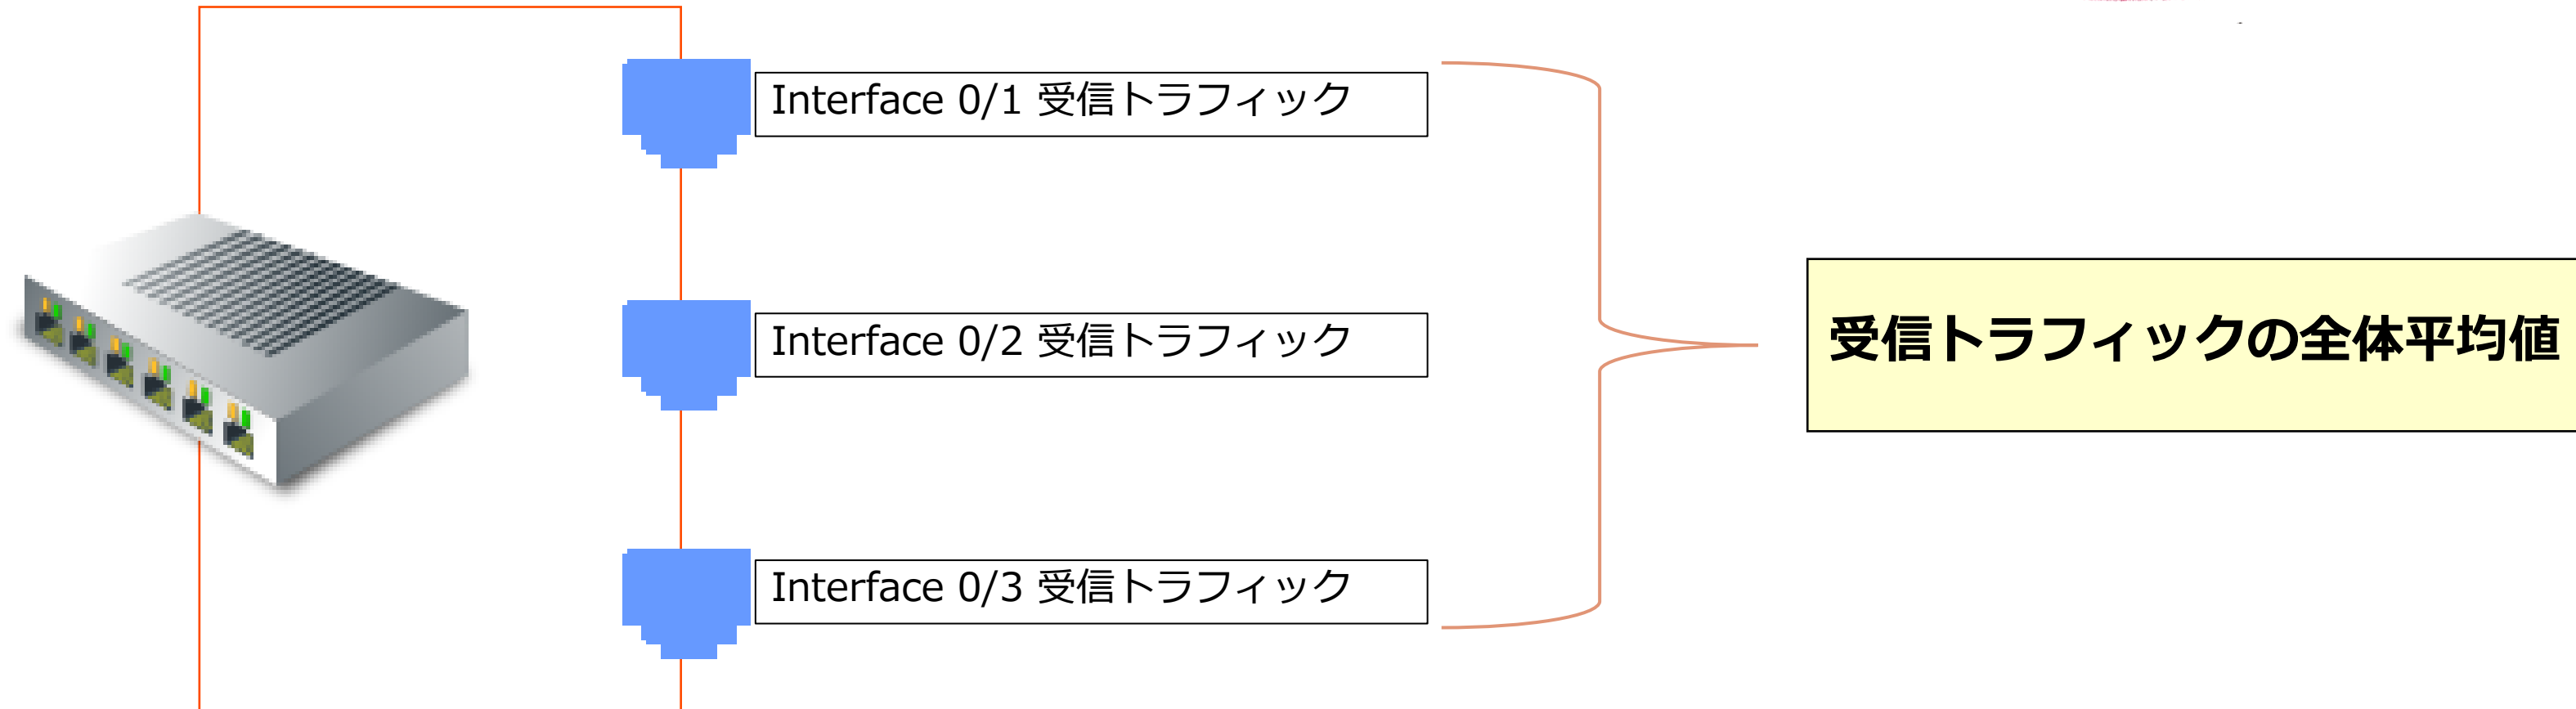 Interface 0/1 受信トラフィック
Interface 0/2 受信トラフィック
受信トラフィックの全体平均値
Interface 0/3 受信トラフィック